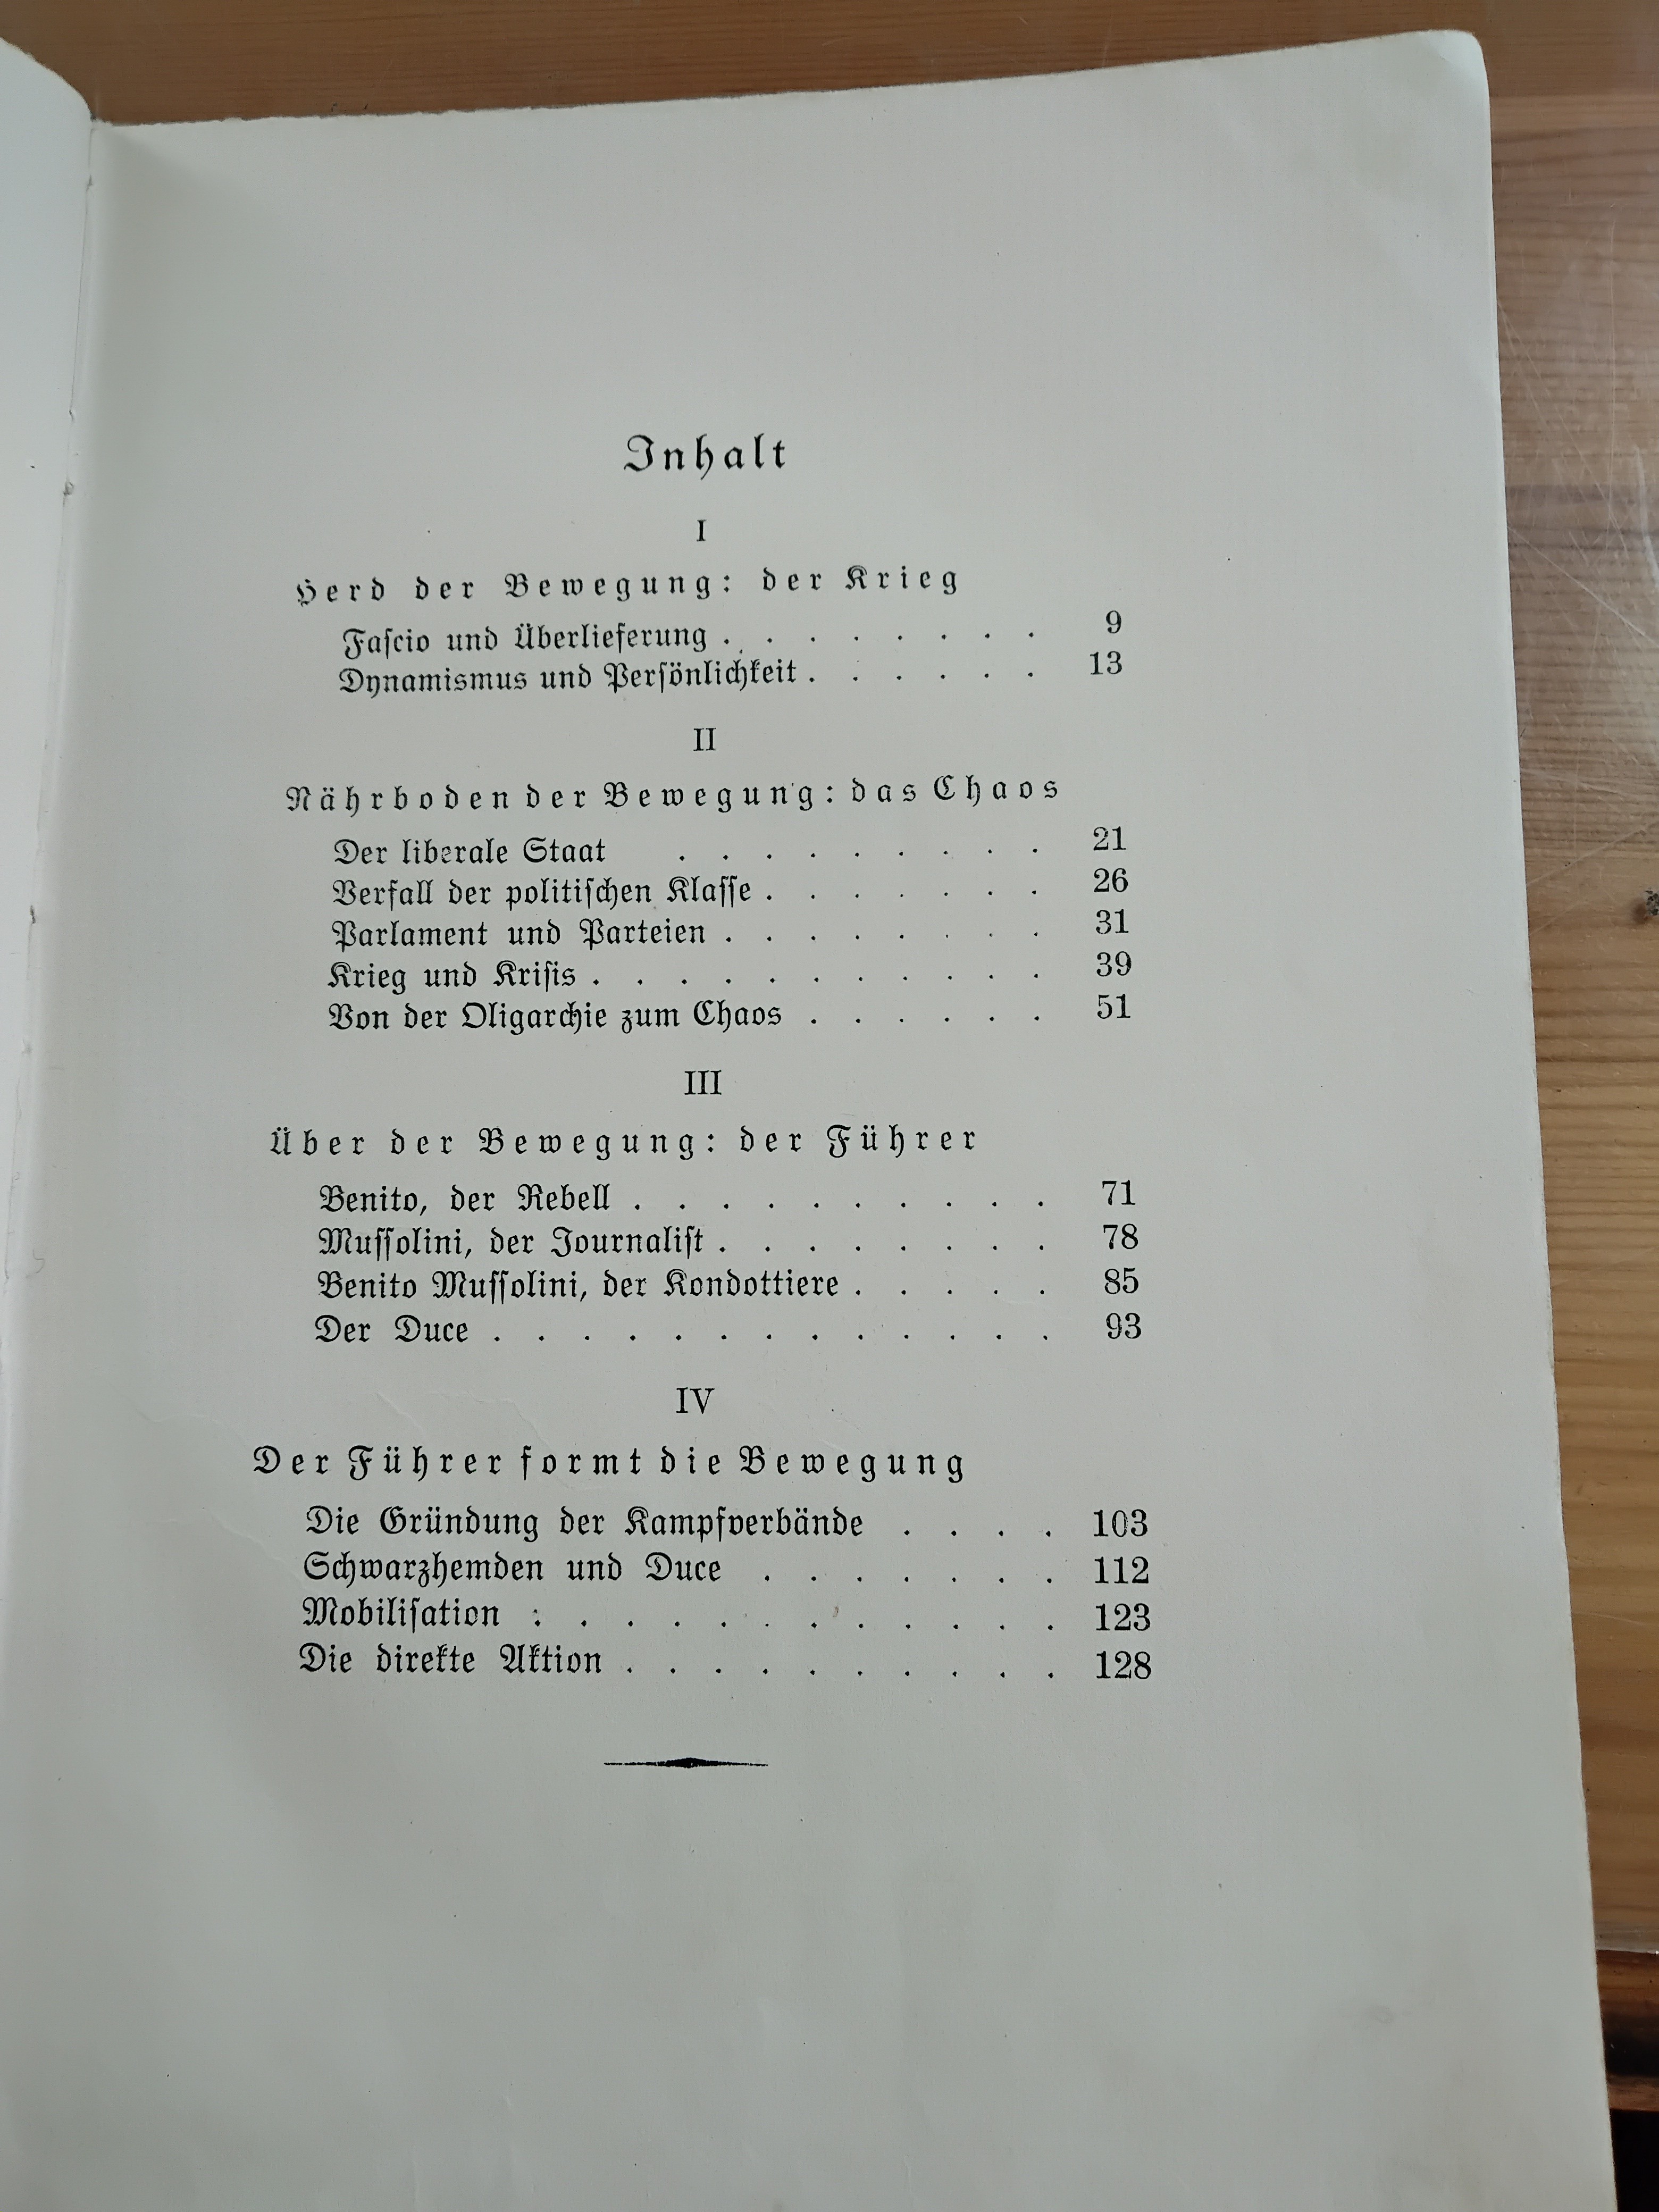 Inhalt
I
Herd der Bewegung: der Krieg
Faſcio und Überlieferung . . . . . . . . 9
Dynamismus und Perſönlichkeit . . . . . . 13
II
Nährboden der Bewegung: das Chaos
Der liberale Staat . . . . . . . . . 21
Verfall der politiſchen Klaſſe . . . . . . . 26
Parlament und Parteien . . . . . . . . 31
Krieg und Kriſis . . . . . . . . . . . 39
Von der Oligarchie zum Chaos . . . . . . 51
III
Über der Bewegung: der Führer
Benito, der Rebell . . . . . . . . . . 71
Muſſolini, der Journaliſt . . . . . . . . 78
Benito Muſſolini, der Kondottiere . . . . . 85
Der Duce . . . . . . . . . . . . . 93
IV
Der Führer formt die Bewegung
Die Gründung der Kampfverbände . . . . 103
Schwarzhemden und Duce . . . . . . . 112
Mobiliſation . . . . . . . . . . . . 123
Die direkte Aktion . . . . . . . . . . 128